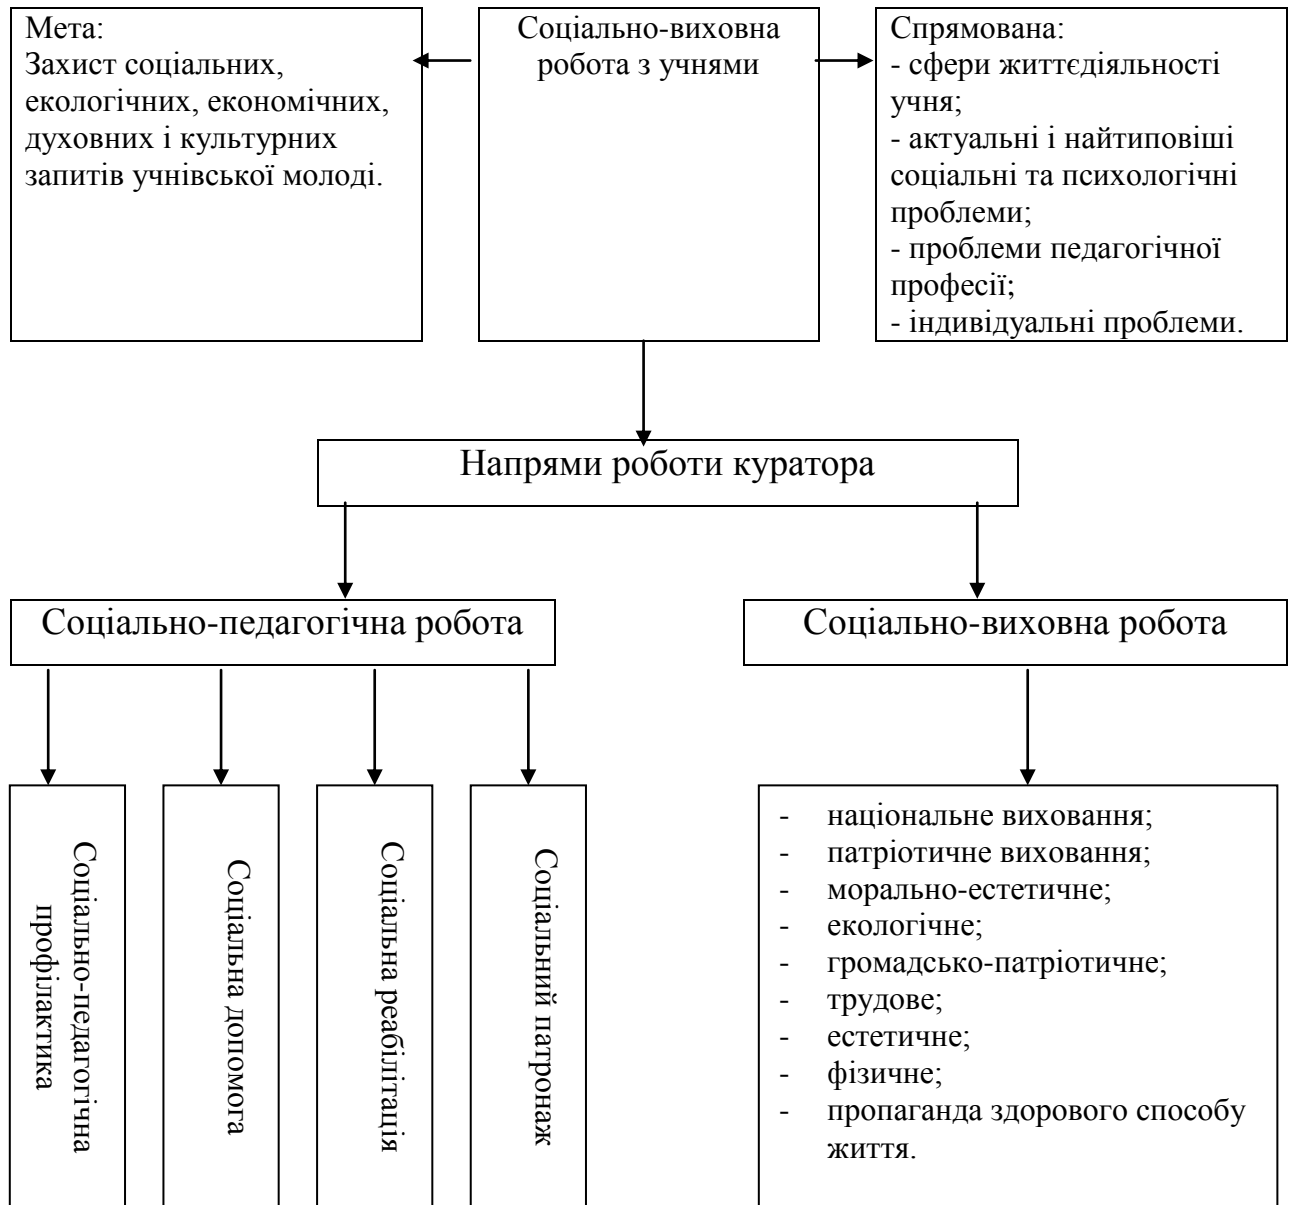 Мета:
Захист соціальних,
екологічних, економічних,
духовних і культурних
запитів учнівської молоді.
Соціально-виховна
робота з учнями
Спрямована:
- сфери життєдіяльності
учня;
- актуальні і найтиповіші
соціальні та психологічні
проблеми;
- проблеми педагогічної
професії;
- індивідуальні проблеми.
Напрями роботи куратора
Соціально-педагогічна робота
Соціально-виховна робота
Соціально-педагогічна
профілактика
Соціальна допомога
Соціальна реабілітація
Соціальний патронаж
- національне виховання;
- патріотичне виховання;
- морально-естетичне;
- екологічне;
- громадсько-патріотичне;
- трудове;
- естетичне;
- фізичне;
- пропаганда здорового способу
життя.